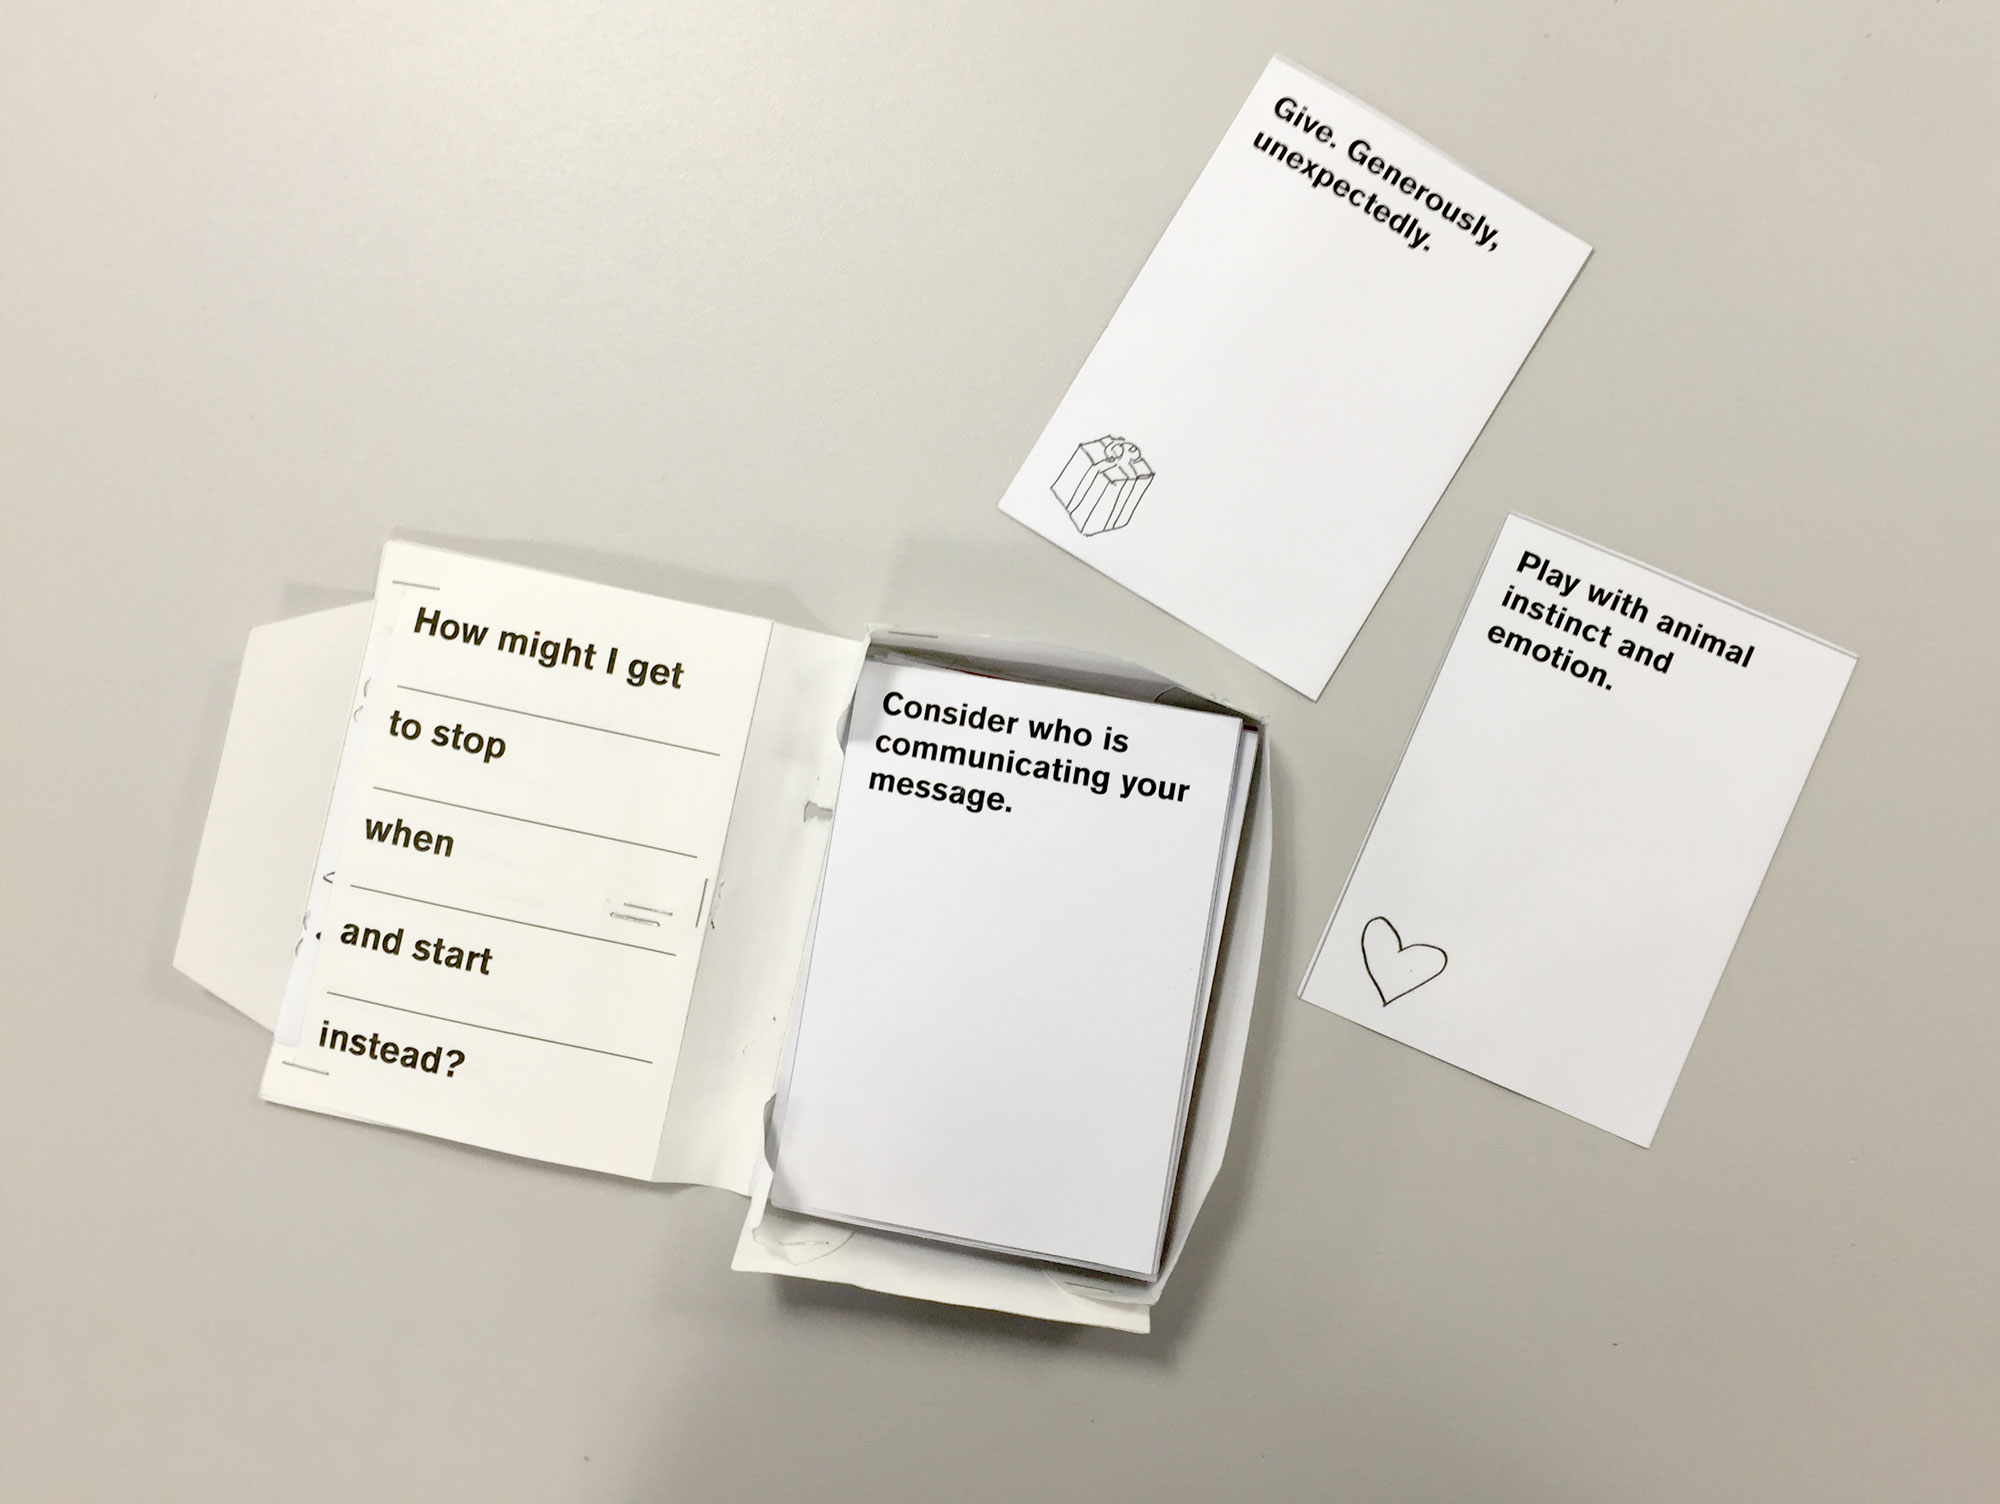 Give. Generously,
unexpectedly.
Play with animal
instinct and
emotion.
How might I get
to stop
when
and start
instead?
Consider who is
communicating your
message.